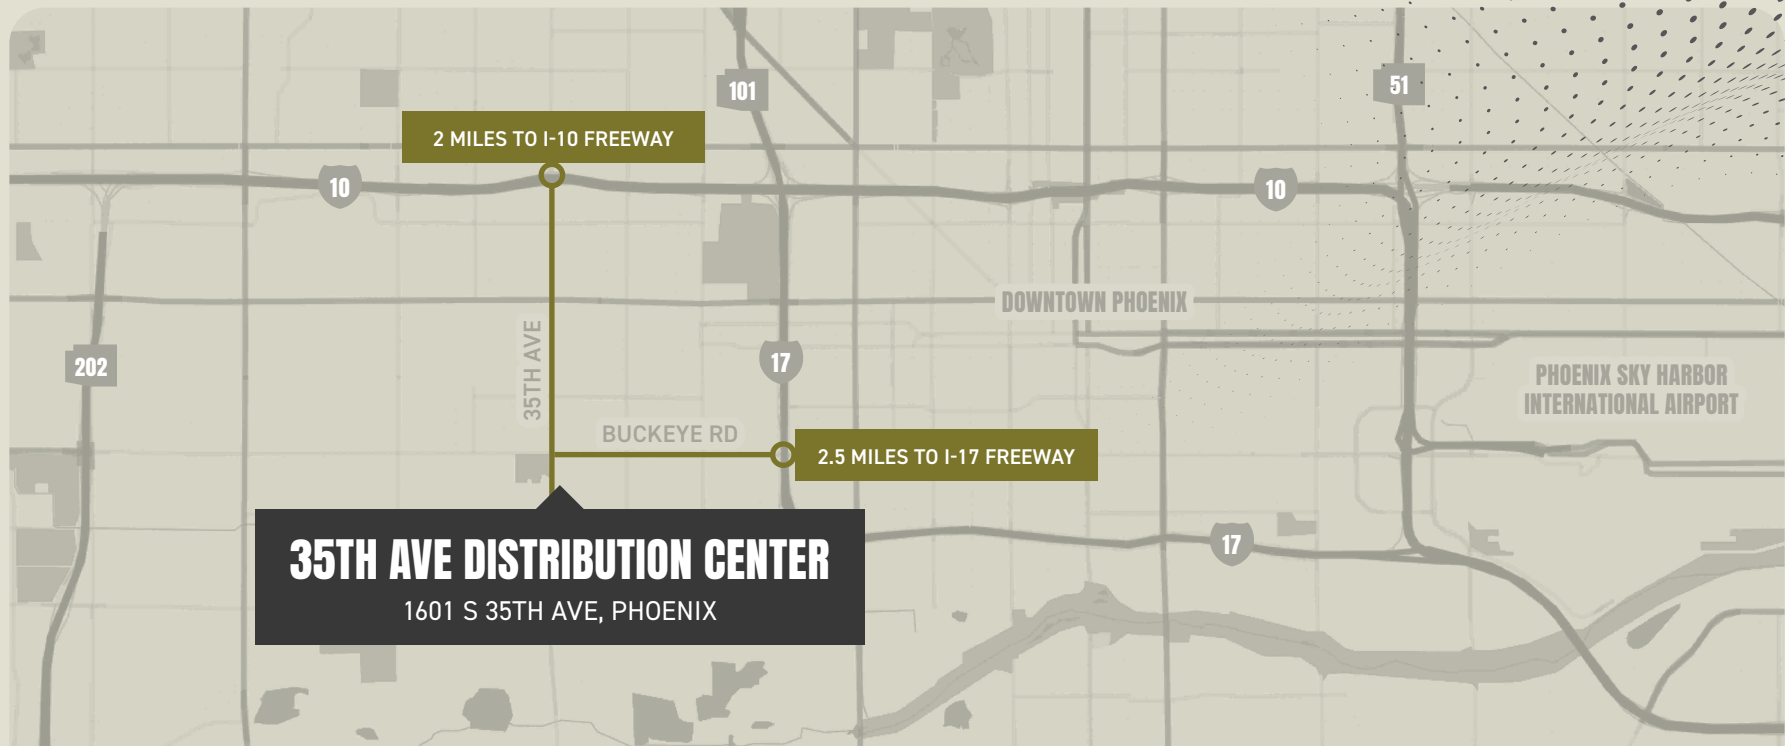 101
51
2 MILES TO I-10 FREEWAY
10
10
DOWNTOWN PHOENIX
35TH AVE
202
17
PHOENIX SKY HARBOR
INTERNATIONAL AIRPORT
BUCKEYE RD
2.5 MILES TO I-17 FREEWAY
35TH AVE DISTRIBUTION CENTER
1601 S 35TH AVE, PHOENIX
17